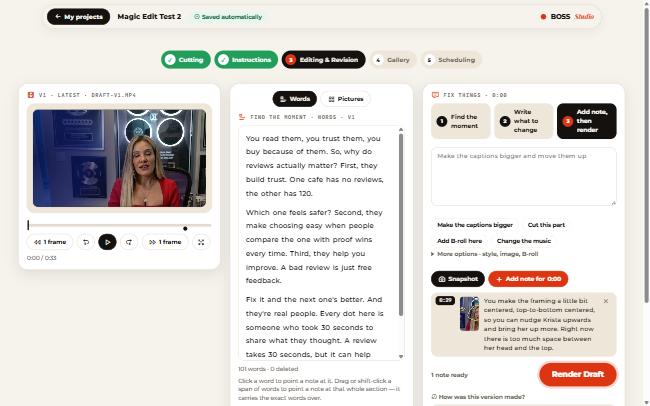 ← My projects
Magic Edit Test 2
Saved automatically
BOSS Studio
Cutting
Instructions
3 Editing & Revision
4 Gallery
5 Scheduling
V1 · LATEST · DRAFT-V1.MP4
1 frame
1 frame
0:00 / 0:33
Words
Pictures
FIND THE MOMENT · WORDS · V1
You read them, you trust them, you
buy because of them. So, why do
reviews actually matter? First, they
build trust. One cafe has no reviews,
the other has 120.
Which one feels safer? Second, they
make choosing easy when people
compare the one with proof wins
every time. Third, they help you
improve. A bad review is just free
feedback.
Fix it and the next one's better. And
they're real people. Every dot here is
someone who took 30 seconds to
share what they thought. A review
takes 30 seconds, but it can help
101 words · 0 deleted
Click a word to point a note at it. Drag or shift-click a
span of words to point a note at that whole section — it
carries the exact words over.
FIX THINGS · 0:00
1 Find the
moment
2 Write
what to
change
3 Add note,
then
render
Make the captions bigger and move them up
Make the captions bigger
Cut this part
Add B-roll here
Change the music
More options · style, image, B-roll
Snapshot
+ Add note for 0:00
0:29
You make the framing a little bit
centered, top-to-bottom centered,
so you can nudge Krista upwards
and bring her up more. Right now
there is too much space between
her head and the top.
×
1 note ready
Render Draft
How was this version made?